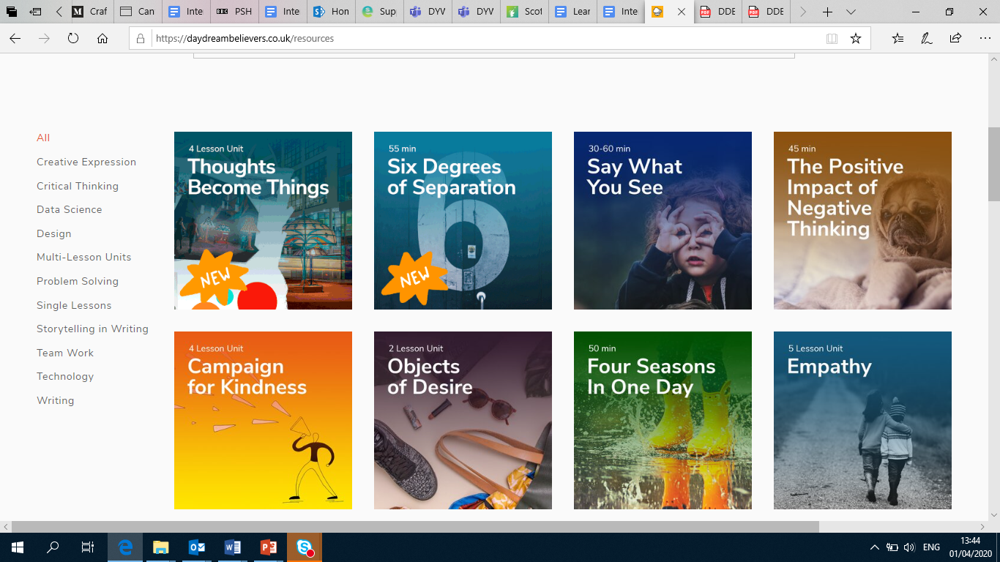 Craf
Can
Inte
BBC PSH
Inte
Hon
Supp
DYV
DYV
Scot
Lear
Inte
DDE
DDE
https://daydreambelievers.co.uk/resources
All
Creative Expression
Critical Thinking
Data Science
Design
Multi-Lesson Units
Problem Solving
Single Lessons
Storytelling in Writing
Team Work
Technology
Writing
4 Lesson Unit
Thoughts
Become Things
NEW
55 min
Six Degrees
of Separation
6
NEW
30-60 min
Say What
You See
45 min
The Positive
Impact of
Negative
Thinking
4 Lesson Unit
Campaign
for Kindness
2 Lesson Unit
Objects
of Desire
50 min
Four Seasons
In One Day
5 Lesson Unit
Empathy
ENG
13:44
01/04/2020